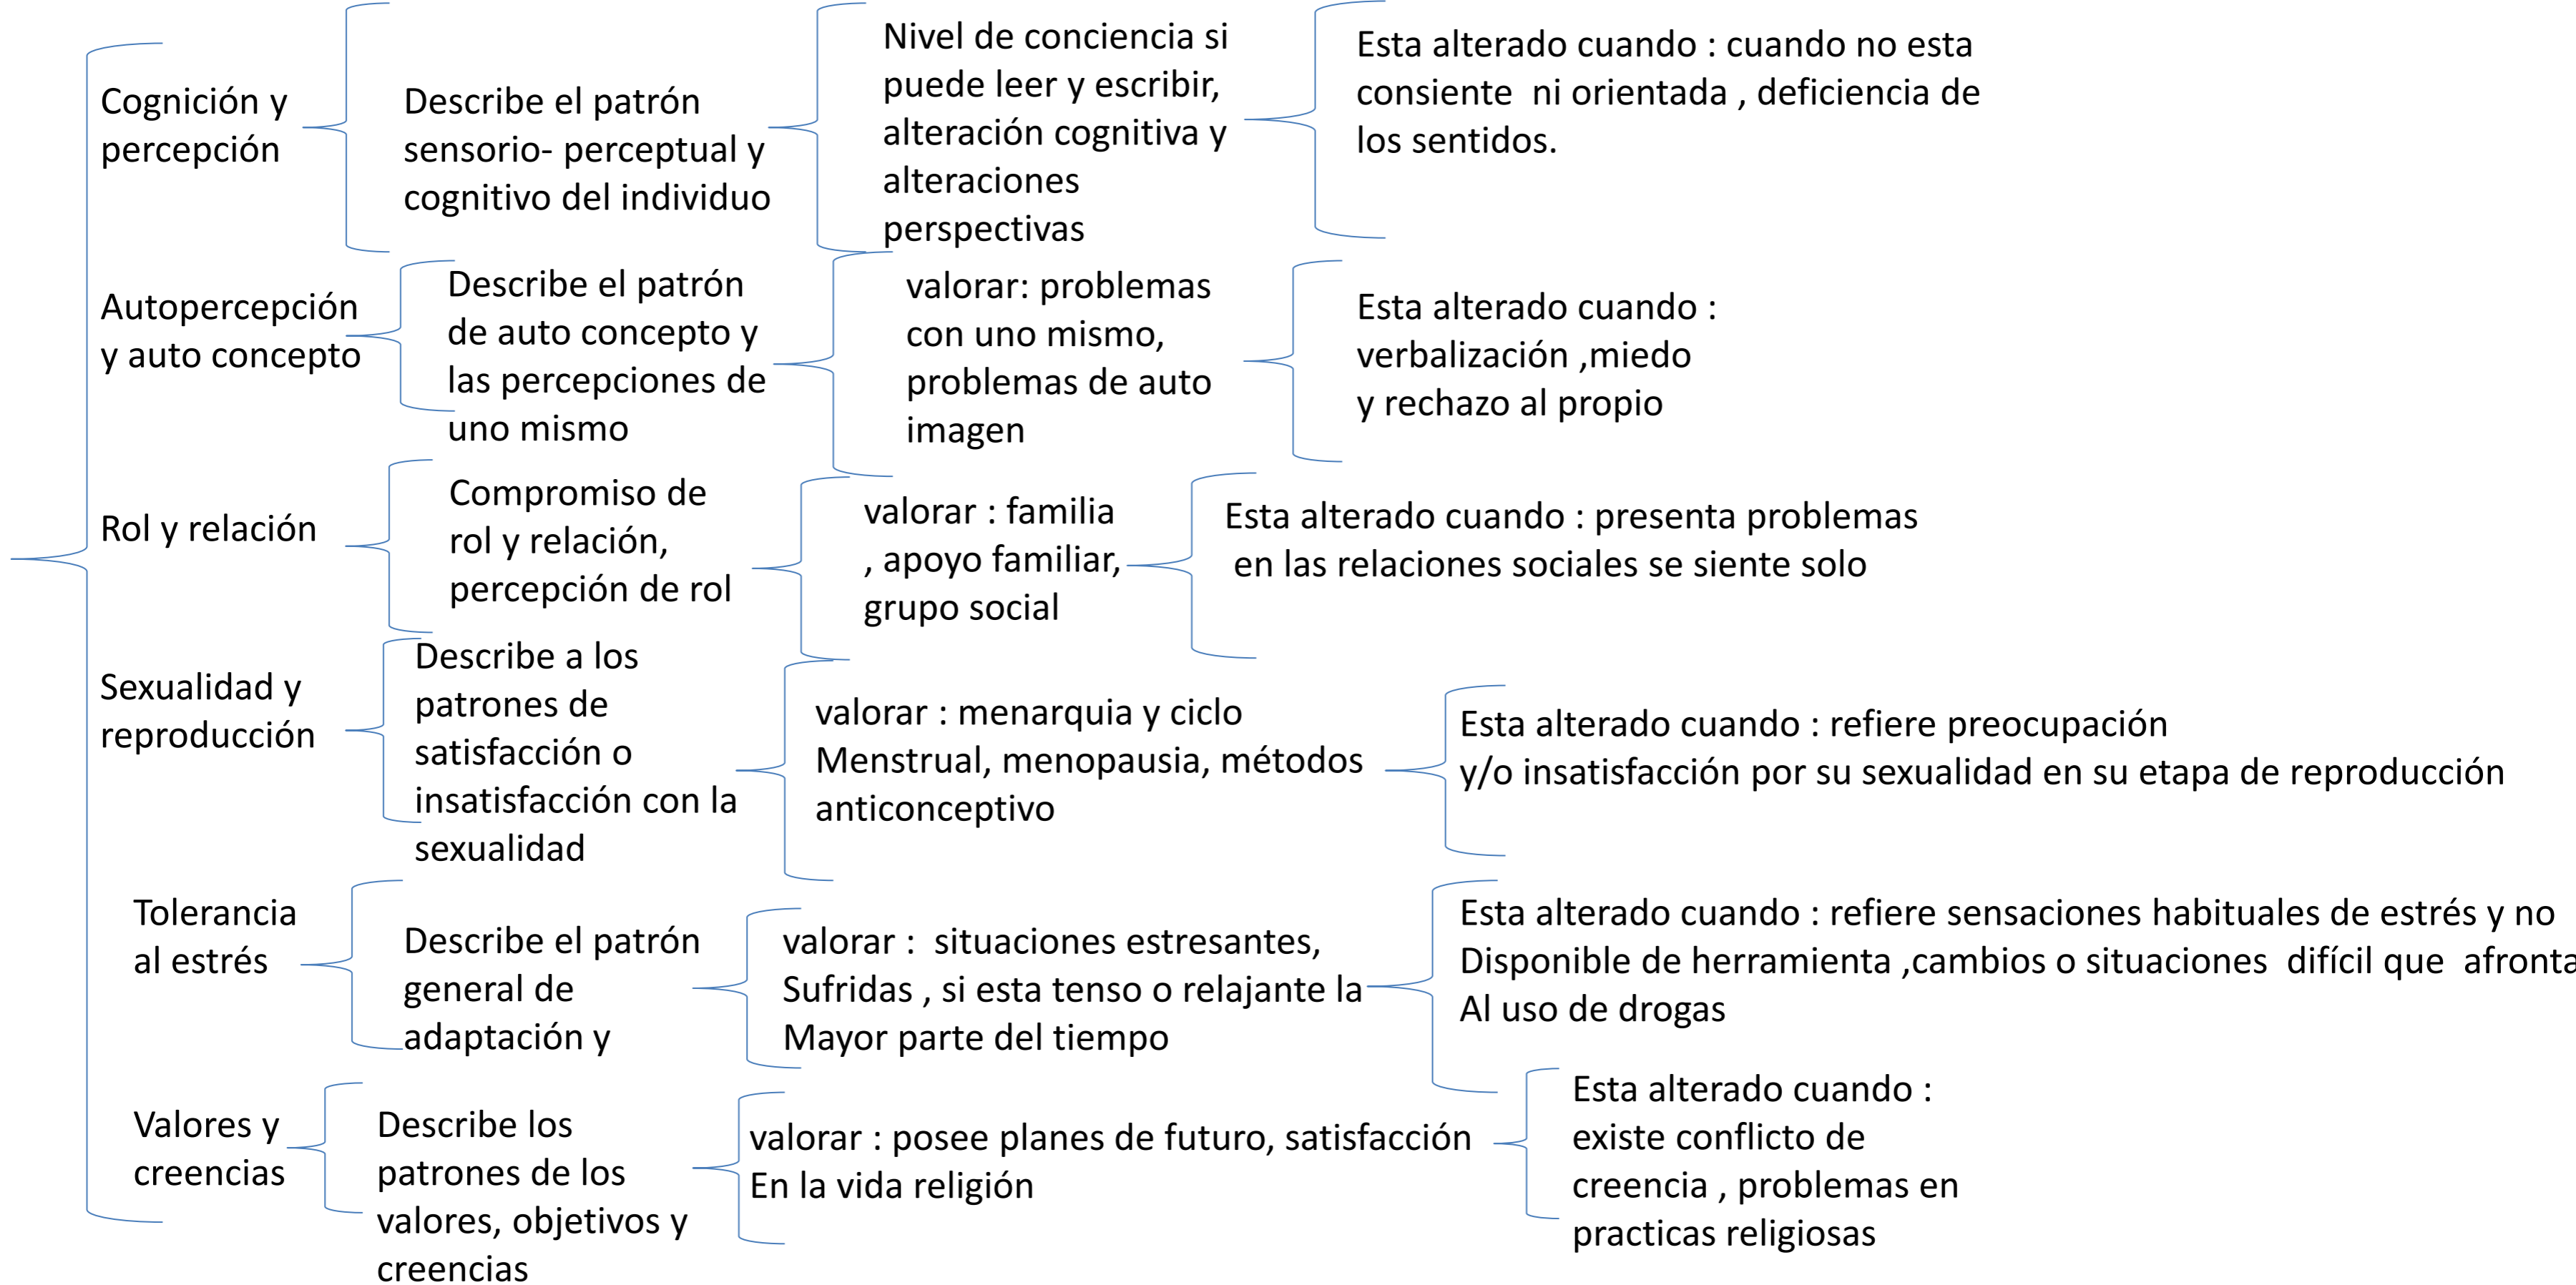 Cognición y
percepción
Describe el patrón
sensorio- perceptual y
cognitivo del individuo
Nivel de conciencia si
puede leer y escribir,
alteración cognitiva y
alteraciones
perspectivas
Esta alterado cuando : cuando no esta
consiente  ni orientada , deficiencia de
los sentidos.
Autopercepción
y auto concepto
Describe el patrón
de auto concepto y
las percepciones de
uno mismo
valorar: problemas
con uno mismo,
problemas de auto
imagen
Esta alterado cuando :
verbalización ,miedo
y rechazo al propio
Rol y relación
Compromiso de
rol y relación,
percepción de rol
valorar : familia
, apoyo familiar,
grupo social
Esta alterado cuando : presenta problemas
en las relaciones sociales se siente solo
Sexualidad y
reproducción
Describe a los
patrones de
satisfacción o
insatisfacción con la
sexualidad
valorar : menarquia y ciclo
Menstrual, menopausia, métodos
anticonceptivo
Esta alterado cuando : refiere preocupación
y/o insatisfacción por su sexualidad en su etapa de reproducción
Tolerancia
al estrés
Describe el patrón
general de
adaptación y
valorar :  situaciones estresantes,
Sufridas , si esta tenso o relajante la
Mayor parte del tiempo
Esta alterado cuando : refiere sensaciones habituales de estrés y no
Disponible de herramienta ,cambios o situaciones  difícil que  afronta
Al uso de drogas
Valores y
creencias
Describe los
patrones de los
valores, objetivos y
creencias
valorar : posee planes de futuro, satisfacción
En la vida religión
Esta alterado cuando :
existe conflicto de
creencia , problemas en
practicas religiosas